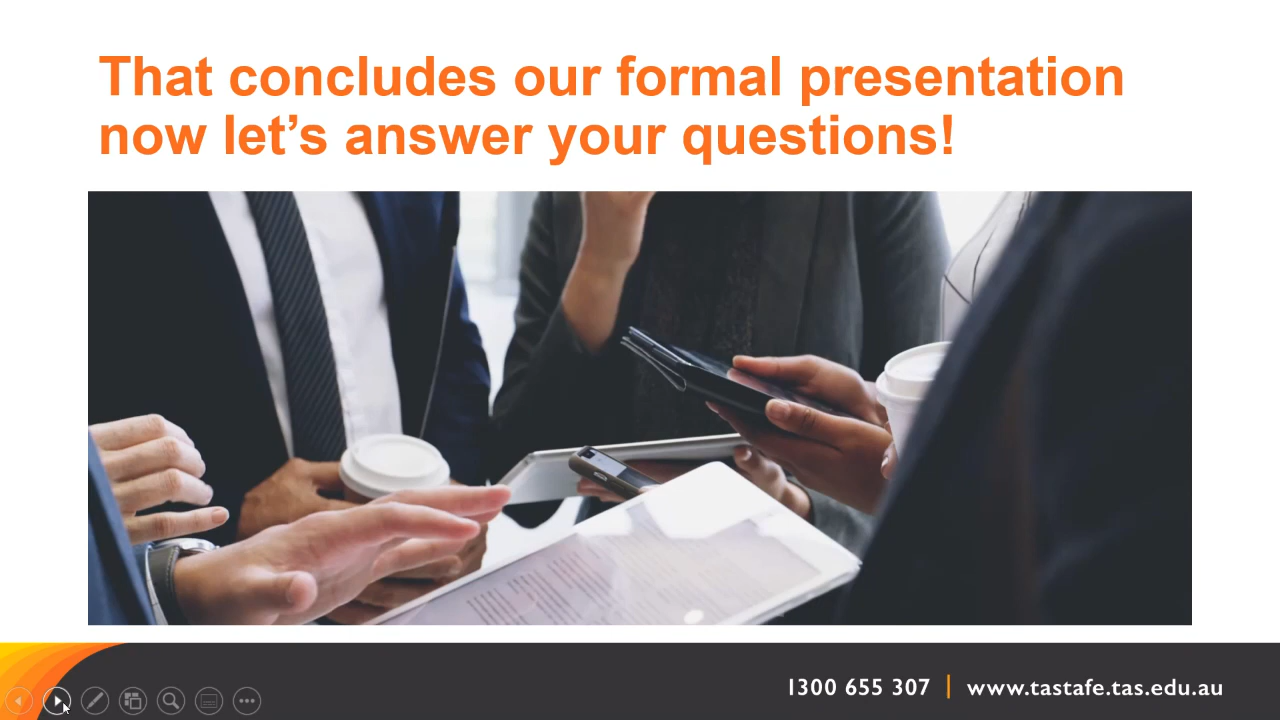 That concludes our formal presentation
now let’s answer your questions!
1300 655 307 | www.tastafe.tas.edu.au